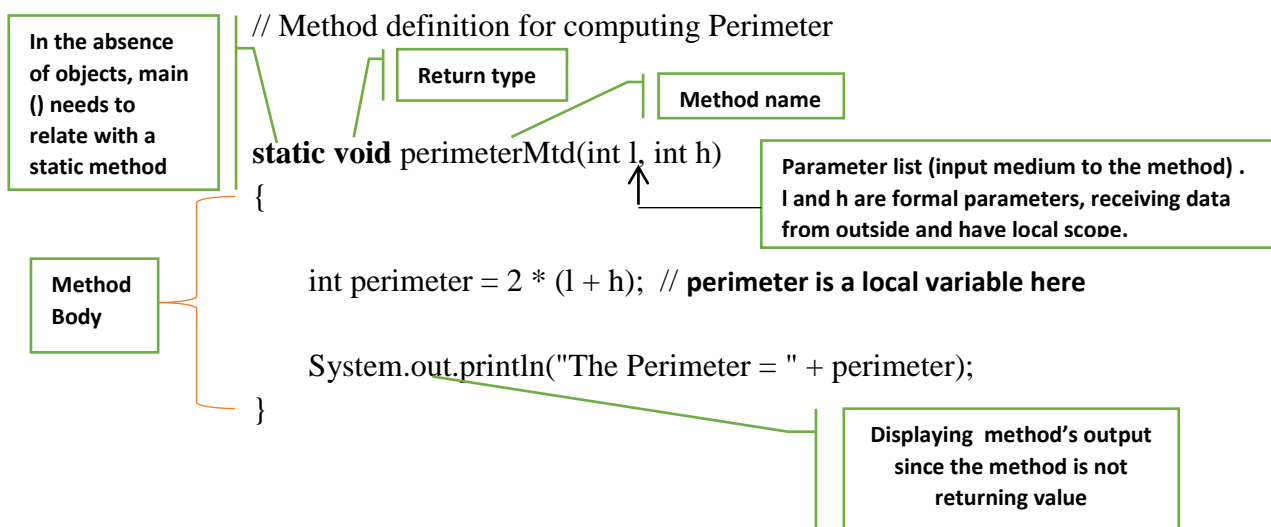 // Method definition for computing Perimeter
In the absence
of objects, main
() needs to
relate with a
static method
Return type
Method name
static void perimeterMtd(int l, int h)
Parameter list (input medium to the method) .
l and h are formal parameters, receiving data
from outside and have local scope.
{
Method
Body
int perimeter = 2 * (l + h); // perimeter is a local variable here
System.out.println("The Perimeter = " + perimeter);
}
Displaying method's output
since the method is not
returning value